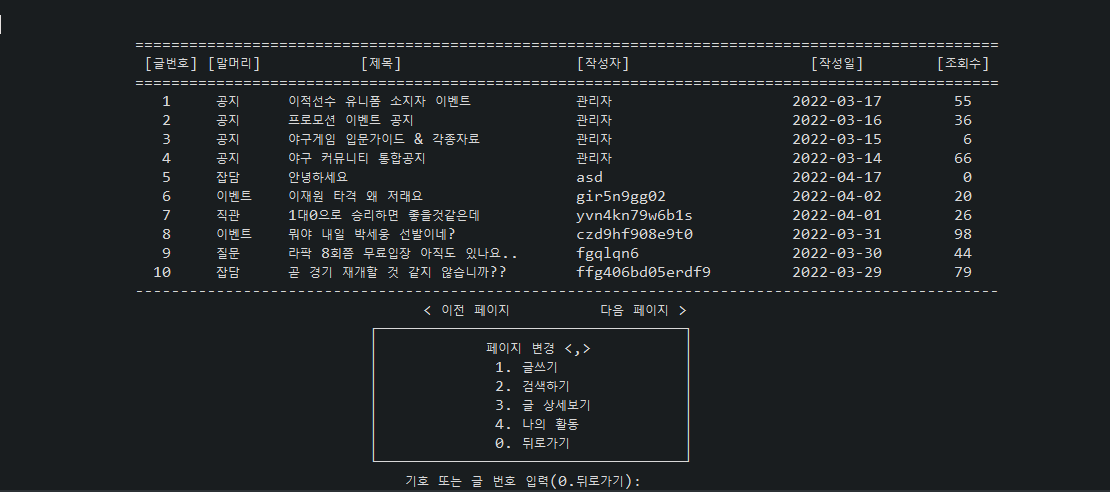 [글번호] [말머리] [제목] [작성자] [작성일] [조회수]
1 공지 이적선수 유니폼 소지자 이벤트 관리자 2022-03-17 55
2 공지 프로모션 이벤트 공지 관리자 2022-03-16 36
3 공지 야구게임 입문가이드 & 각종자료 관리자 2022-03-15 6
4 공지 야구 커뮤니티 통합공지 관리자 2022-03-14 66
5 잡담 안녕하세요 asd 2022-04-17 0
6 이벤트 이재원 타격 왜 저래요 gir5n9gg02 2022-04-02 20
7 직관 1대0으로 승리하면 좋을것같은데 yvn4kn79w6b1s 2022-04-01 26
8 이벤트 뭐야 내일 박세웅 선발이네? czd9hf908e9t0 2022-03-31 98
9 질문 라팍 8회쯤 무료입장 아직도 있나요.. fgqlqn6 2022-03-30 44
10 잡담 곧 경기 재개할 것 같지 않습니까?? ffg406bd05erdf9 2022-03-29 79
< 이전 페이지 다음 페이지 >
페이지 변경 <,>
1. 글쓰기
2. 검색하기
3. 글 상세보기
4. 나의 활동
0. 뒤로가기
기호 또는 글 번호 입력(0.뒤로가기):